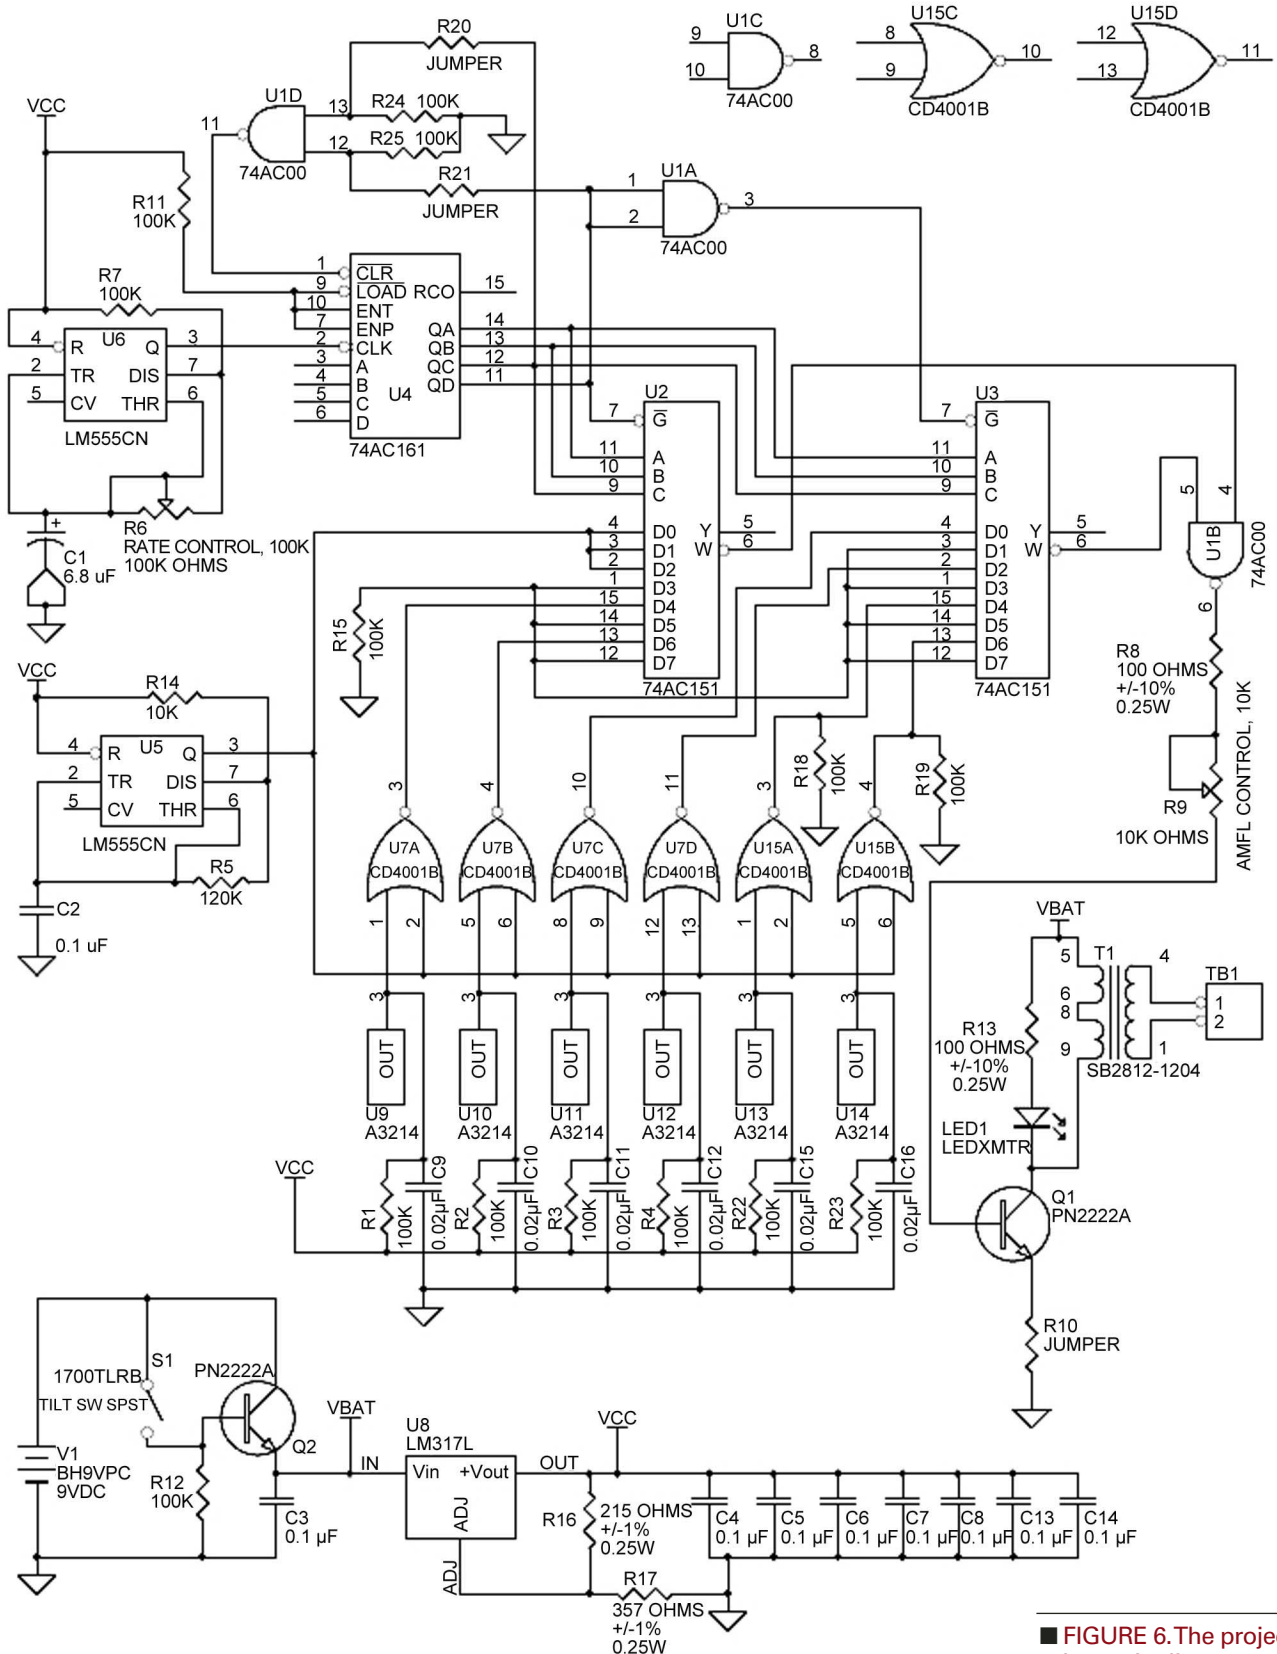 R20
JUMPER
U1C
9
10
8
74AC00
U15C
8
9
10
CD4001B
U15D
12
13
11
CD4001B
VCC
U1D
11
13
12
74AC00
R24 100K
R25 100K
R21
JUMPER
U1A
1
2
3
74AC00
R11
100K
R7
100K
U6
4
2
5
R
TR
CV
Q
DIS
THR
3
7
6
LM555CN
R6
RATE CONTROL, 100K
100K OHMS
C1
6.8 uF
+
1
9
10
7
2
3
4
5
6
CLR
LOAD
ENT
ENP
CLK
A
B
C
D
RCO
QA
QB
QC
QD
U4
15
14
13
12
11
74AC161
U2
7
11
10
9
4
3
2
1
15
14
13
12
G
A
B
C
D0
D1
D2
D3
D4
D5
D6
D7
Y
W
5
6
74AC151
U3
7
11
10
9
4
3
2
1
15
14
13
12
G
A
B
C
D0
D1
D2
D3
D4
D5
D6
D7
Y
W
5
6
74AC151
5
4
U1B
74AC00
6
R8
100 OHMS
+/-10%
0.25W
R9
10K OHMS
AMFL CONTROL, 10K
R15
100K
VCC
R14
10K
U5
4
2
5
R
TR
CV
Q
DIS
THR
3
7
6
LM555CN
R5
120K
C2
0.1 uF
3
U7A
CD4001B
1
2
4
U7B
CD4001B
5
6
10
U7C
CD4001B
8
9
11
U7D
CD4001B
12
13
3
U15A
CD4001B
1
2
4
U15B
CD4001B
5
6
R18
100K
R19
100K
3
OUT
U9
A3214
3
OUT
U10
A3214
3
OUT
U11
A3214
3
OUT
U12
A3214
3
OUT
U13
A3214
3
OUT
U14
A3214
VCC
R1
100K
C9
0.02µF
R2
100K
C10
0.02µF
R3
100K
C11
0.02µF
R4
100K
C12
0.02µF
R22
100K
C15
0.02µF
R23
100K
C16
0.02µF
VBAT
5
6
8
9
T1
4
1
SB2812-1204
TB1
1
2
R13
100 OHMS
+/-10%
0.25W
LED1
LEDXMTR
Q1
PN2222A
R10
JUMPER
S1
1700TLRB
TILT SW SPST
PN2222A
Q2
V1
BH9VPC
9VDC
R12
100K
C3
0.1 µF
VBAT
IN
U8
LM317L
Vin
+Vout
ADJ
ADJ
OUT
VCC
R16
215 OHMS
+/-1%
0.25W
R17
357 OHMS
+/-1%
0.25W
C4
0.1 µF
C5
0.1 µF
C6
0.1 µF
C7
0.1 µF
C8
0.1 µF
C13
0.1 µF
C14
0.1 µF
■ FIGURE 6. The proje